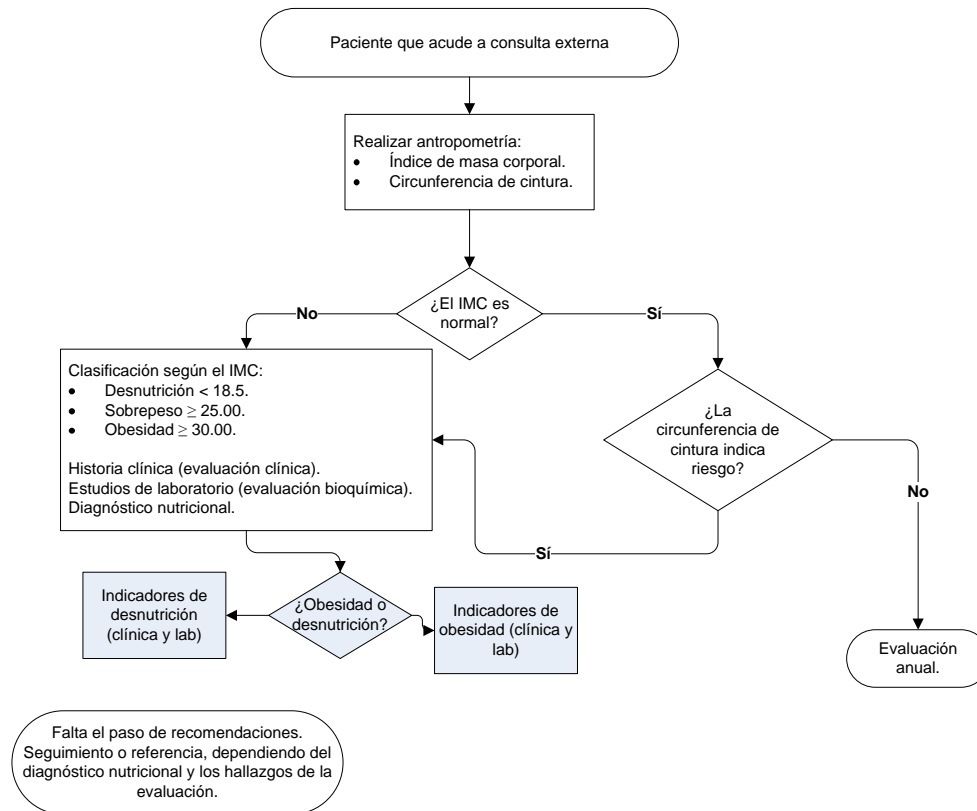 Paciente que acude a consulta externa
Realizar antropometría:
• Índice de masa corporal.
• Circunferencia de cintura.
¿El IMC es
normal?
No
Sí
Clasificación según el IMC:
• Desnutrición < 18.5.
• Sobrepeso ≥ 25.00.
• Obesidad ≥ 30.00.
Historia clínica (evaluación clínica).
Estudios de laboratorio (evaluación bioquímica).
Diagnóstico nutricional.
¿La
circunferencia de
cintura indica
riesgo?
No
Sí
Indicadores de
desnutrición
(clínica y lab)
¿Obesidad o
desnutrición?
Indicadores de
obesidad (clínica y
lab)
Evaluación
anual.
Falta el paso de recomendaciones.
Seguimiento o referencia, dependiendo del
diagnóstico nutricional y los hallazgos de la
evaluación.